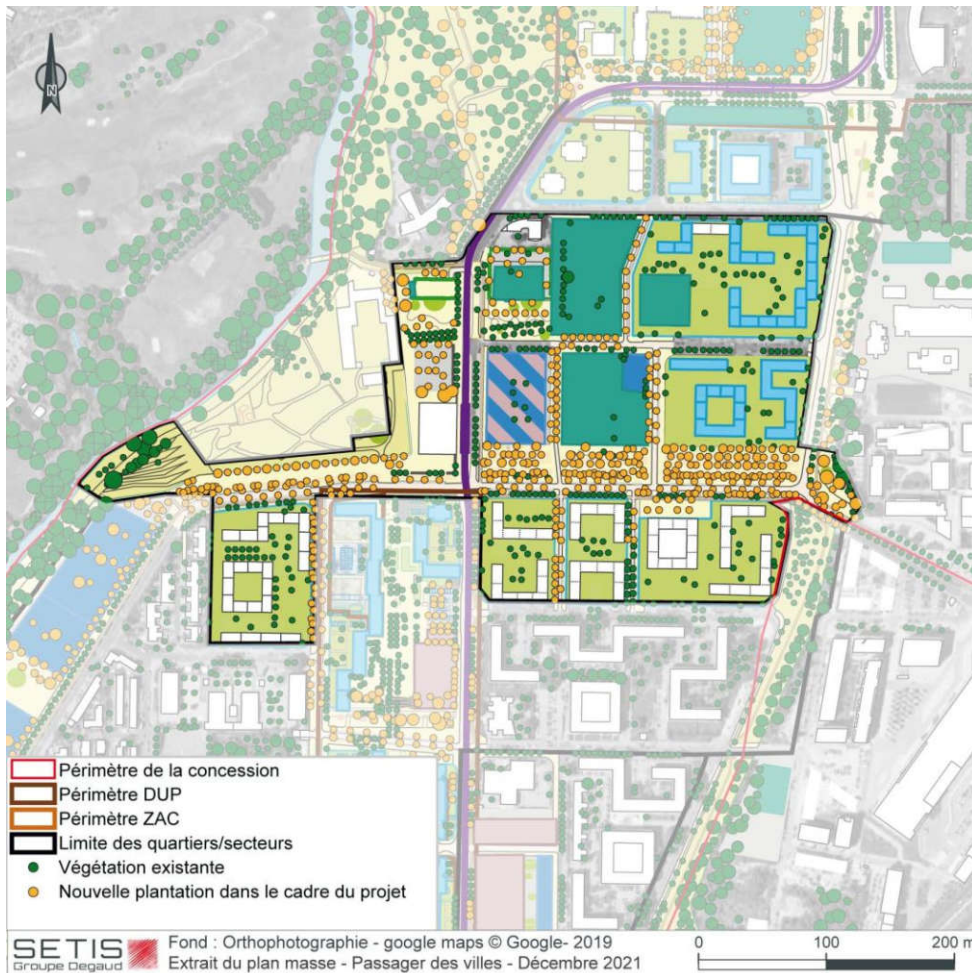 N
Périmètre de la concession
Périmètre DUP
Périmètre ZAC
Limite des quartiers/secteurs
Végétation existante
Nouvelle plantation dans le cadre du projet
SETIS
Groupe Degaud
Fond : Orthophotographie - google maps © Google- 2019
Extrait du plan masse - Passager des villes - Décembre 2021
0 100 200 m